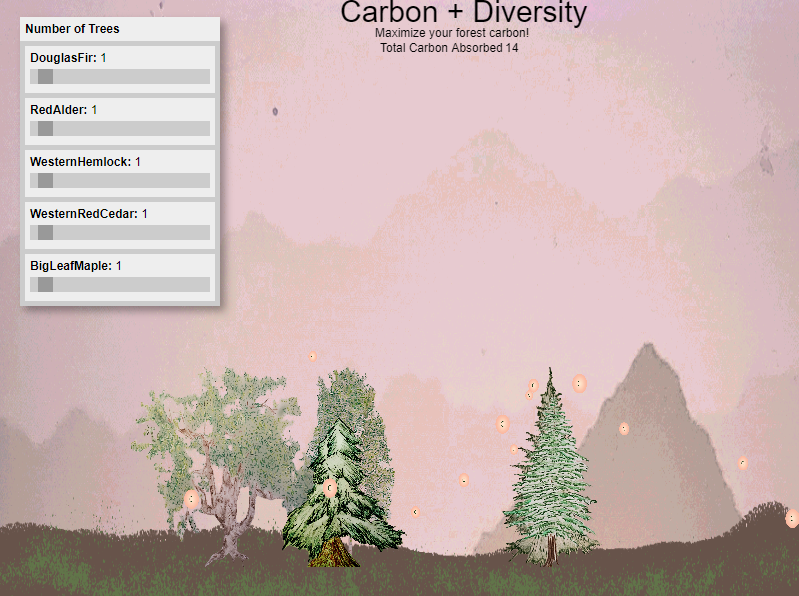 Carbon + Diversity
Maximize your forest carbon!
Total Carbon Absorbed 14
Number of Trees
DouglasFir: 1
RedAlder: 1
WesternHemlock: 1
WesternRedCedar: 1
BigLeafMaple: 1